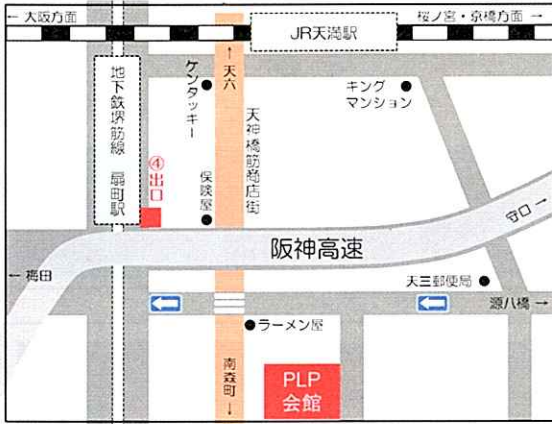 ← 大阪方面
桜ノ宮・京橋方面 →
JR天満駅
地下鉄堺筋線 扇町駅
④出口
ケンタッキー
保険屋
← 天六
天神橋筋商店街
キング
マンション
守口 →
阪神高速
← 梅田
天三郵便局
源八橋 →
ラーメン屋
南森町 →
PLP
会館